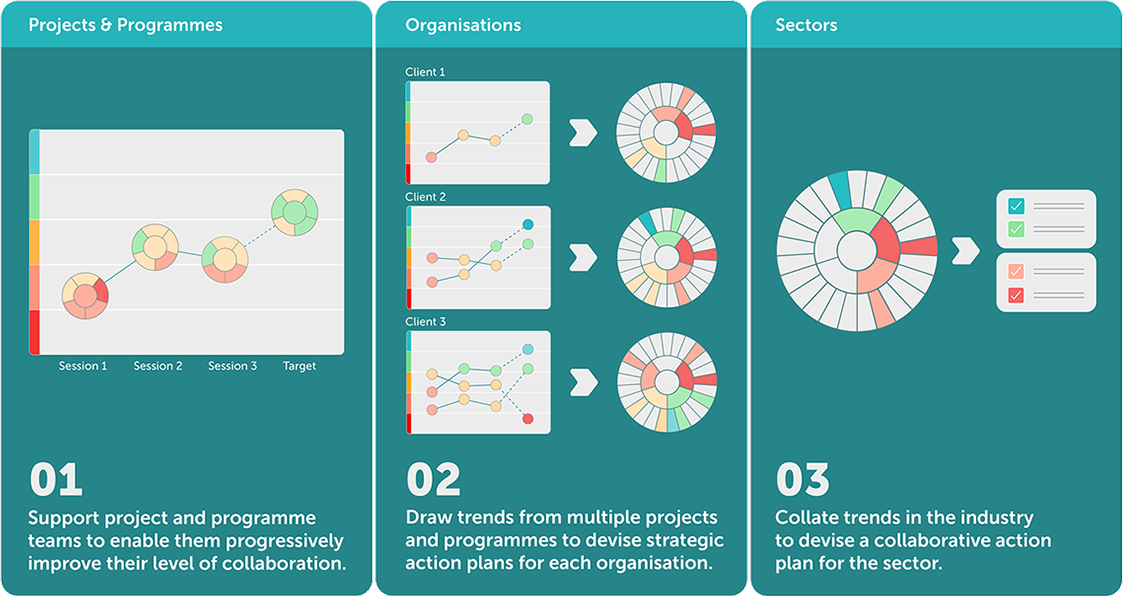 Projects & Programmes
Session 1
Session 2
Session 3
Target
01
Support project and programme
teams to enable them progressively
improve their level of collaboration.
Organisations
Client 1
Client 2
Client 3
02
Draw trends from multiple projects
and programmes to devise strategic
action plans for each organisation.
Sectors
03
Collate trends in the industry
to devise a collaborative action
plan for the sector.